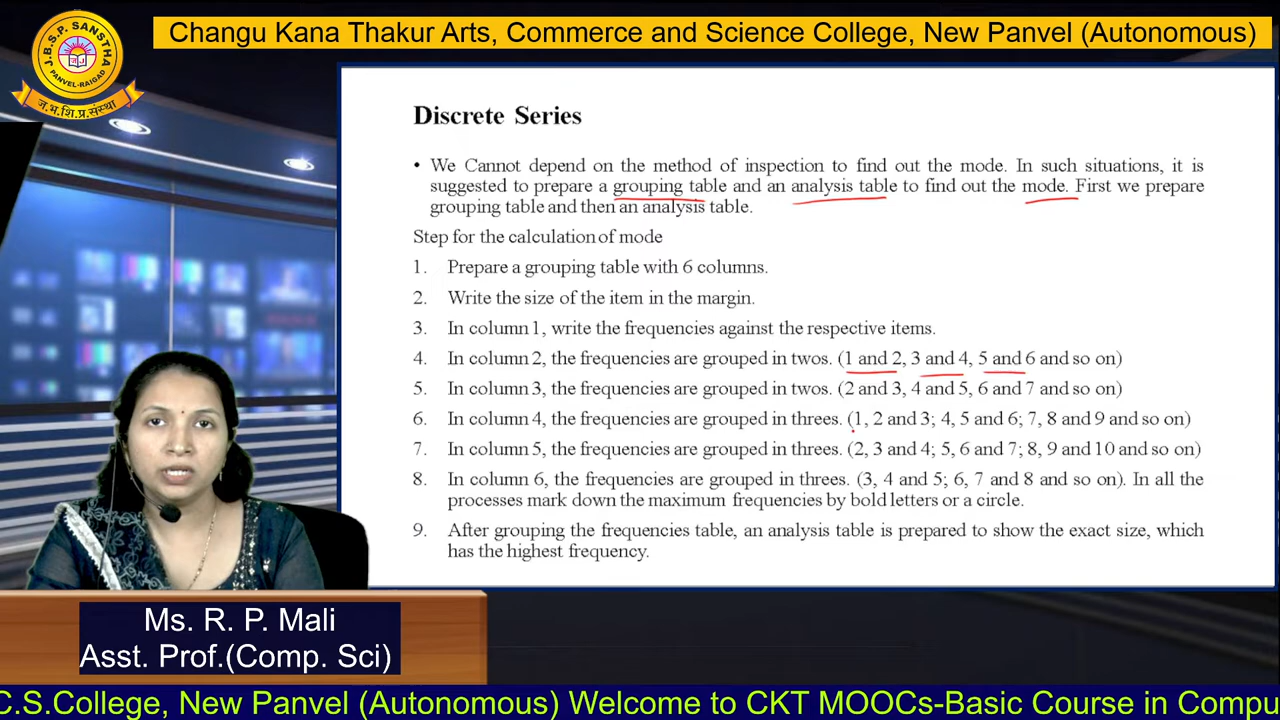 J.B.S.P. SANSTHA
PANVEL-RAIGAD
ज.भ.शि.प्र.संस्था
Changu Kana Thakur Arts, Commerce and Science College, New Panvel (Autonomous)
Discrete Series
• We Cannot depend on the method of inspection to find out the mode. In such situations, it is
suggested to prepare a grouping table and an analysis table to find out the mode. First we prepare
grouping table and then an analysis table.
Step for the calculation of mode
1. Prepare a grouping table with 6 columns.
2. Write the size of the item in the margin.
3. In column 1, write the frequencies against the respective items.
4. In column 2, the frequencies are grouped in twos. (1 and 2, 3 and 4, 5 and 6 and so on)
5. In column 3, the frequencies are grouped in twos. (2 and 3, 4 and 5, 6 and 7 and so on)
6. In column 4, the frequencies are grouped in threes. (1, 2 and 3; 4, 5 and 6; 7, 8 and 9 and so on)
7. In column 5, the frequencies are grouped in threes. (2, 3 and 4; 5, 6 and 7; 8, 9 and 10 and so on)
8. In column 6, the frequencies are grouped in threes. (3, 4 and 5; 6, 7 and 8 and so on). In all the
processes mark down the maximum frequencies by bold letters or a circle.
9. After grouping the frequencies table, an analysis table is prepared to show the exact size, which
has the highest frequency.
Ms. R. P. Mali
Asst. Prof.(Comp. Sci)
C.S.College, New Panvel (Autonomous) Welcome to CKT MOOCs-Basic Course in Compu